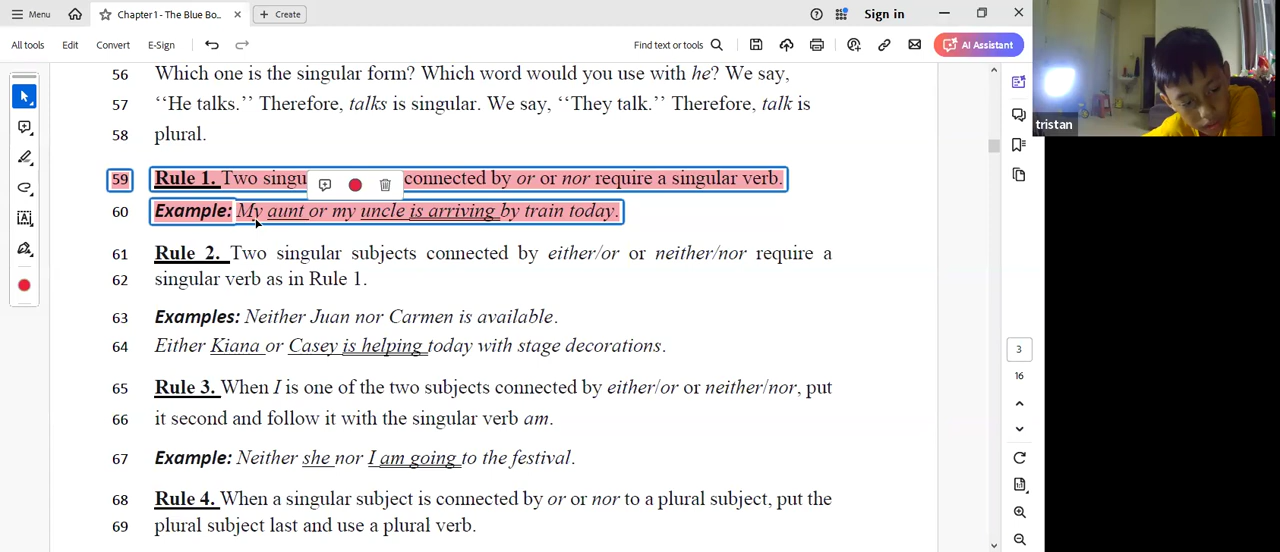 Menu
Chapter1 - The Blue Bo...
Create
Sign in
All tools
Edit
Convert
E-Sign
Find text or tools
AI Assistant
tristan
56 Which one is the singular form? Which word would you use with he? We say,
57 ‘‘He talks.’’ Therefore, talks is singular. We say, ‘‘They talk.’’ Therefore, talk is
58 plural.
59 Rule 1. Two singu connected by or or nor require a singular verb.
60 Example: My aunt or my uncle is arriving by train today.
61 Rule 2. Two singular subjects connected by either/or or neither/nor require a
62 singular verb as in Rule 1.
63 Examples: Neither Juan nor Carmen is available.
64 Either Kiana or Casey is helping today with stage decorations.
65 Rule 3. When I is one of the two subjects connected by either/or or neither/nor, put
66 it second and follow it with the singular verb am.
67 Example: Neither she nor I am going to the festival.
68 Rule 4. When a singular subject is connected by or or nor to a plural subject, put the
69 plural subject last and use a plural verb.
3
16